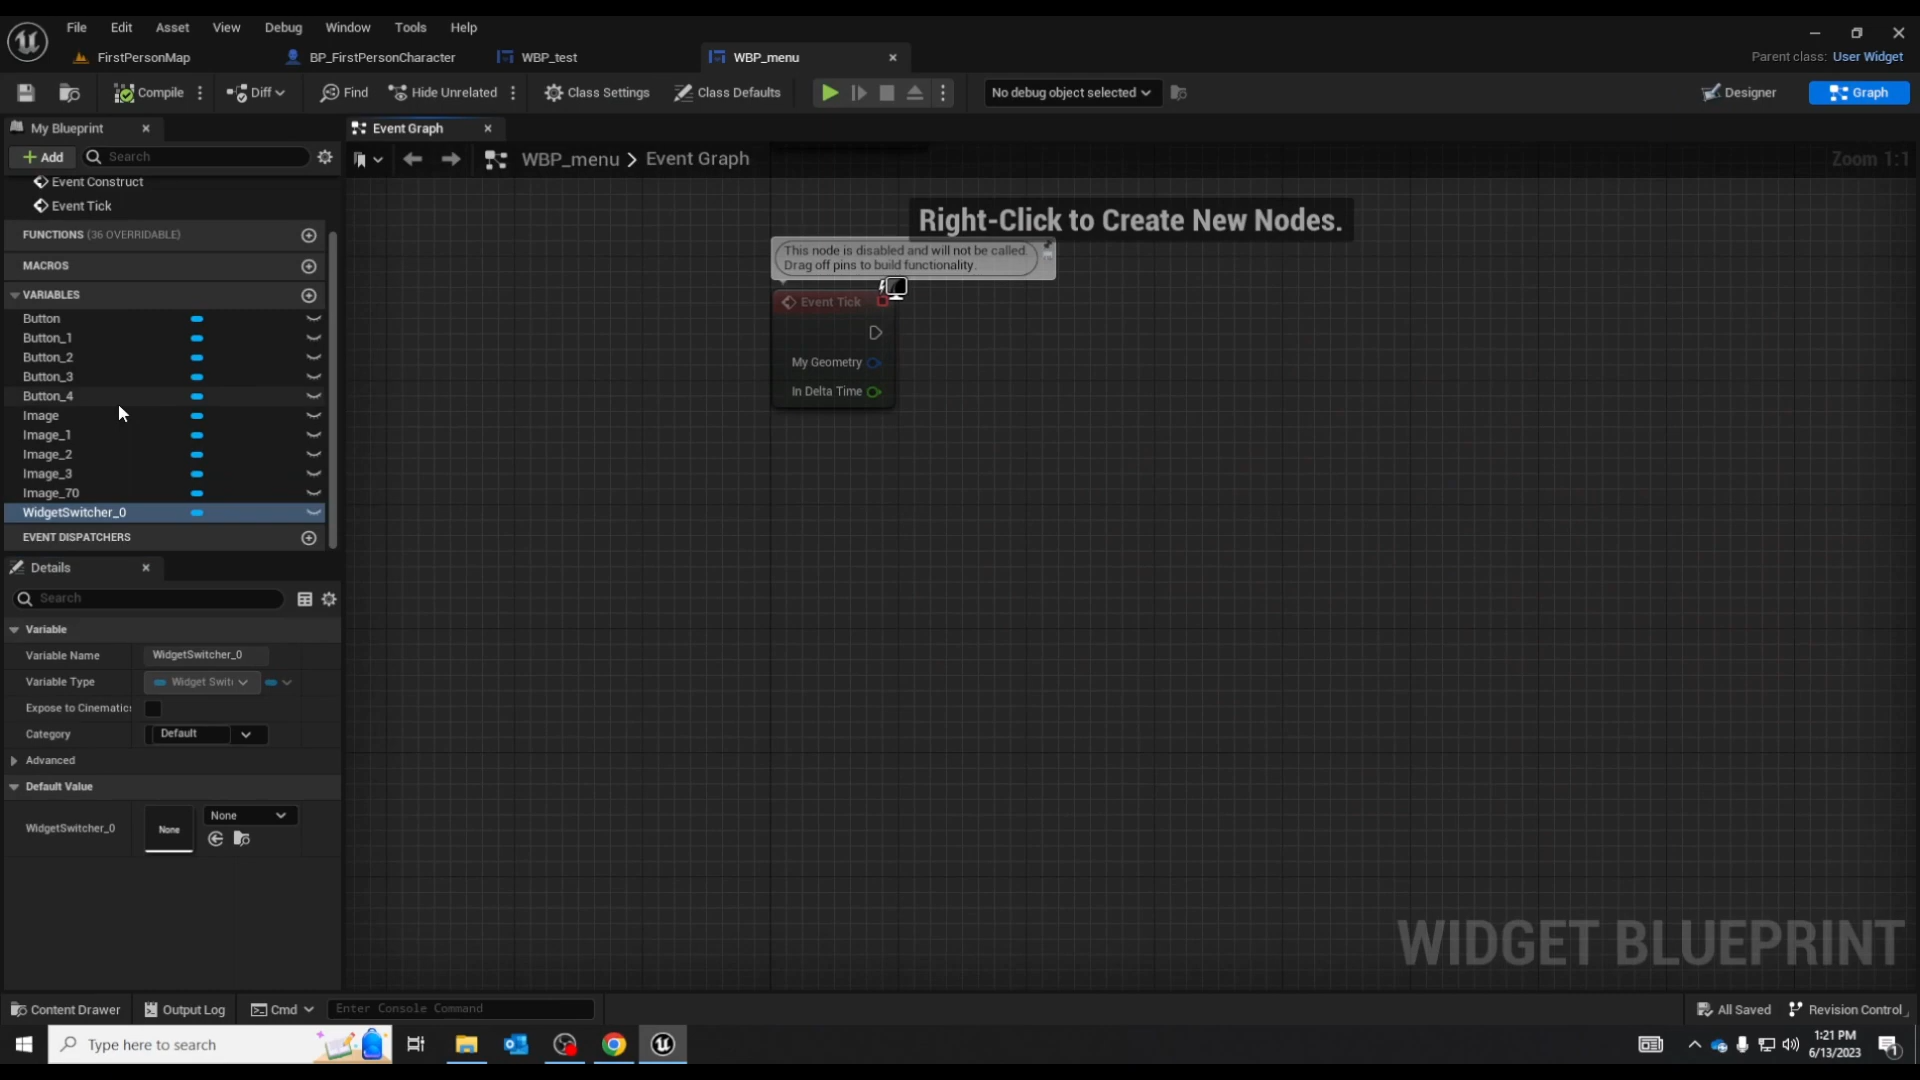 File Edit Asset View Debug Window Tools Help
FirstPersonMap BP_FirstPersonCharacter WBP_test WBP_menu Parent class: User Widget
Compile Diff Find Hide Unrelated Class Settings Class Defaults No debug object selected Designer Graph
My Blueprint Event Graph
Add Search WBP_menu > Event Graph Zoom 1:1
Event Construct
Event Tick
FUNCTIONS (36 OVERRIDABLE)
MACROS
VARIABLES
Button
Button_1
Button_2
Button_3
Button_4
Image
Image_1
Image_2
Image_3
Image_70
WidgetSwitcher_0
EVENT DISPATCHERS
Right-Click to Create New Nodes.
This node is disabled and will not be called.
Drag off pins to build functionality.
Event Tick
My Geometry
In Delta Time
Details
Search
Variable
Variable Name WidgetSwitcher_0
Variable Type Widget Swit
Expose to Cinematic
Category Default
Advanced
Default Value
WidgetSwitcher_0 None None
WIDGET BLUEPRINT
Content Drawer Output Log Cmd Enter Console Command All Saved Revision Control
Type here to search 1:21 PM
6/13/2023
1